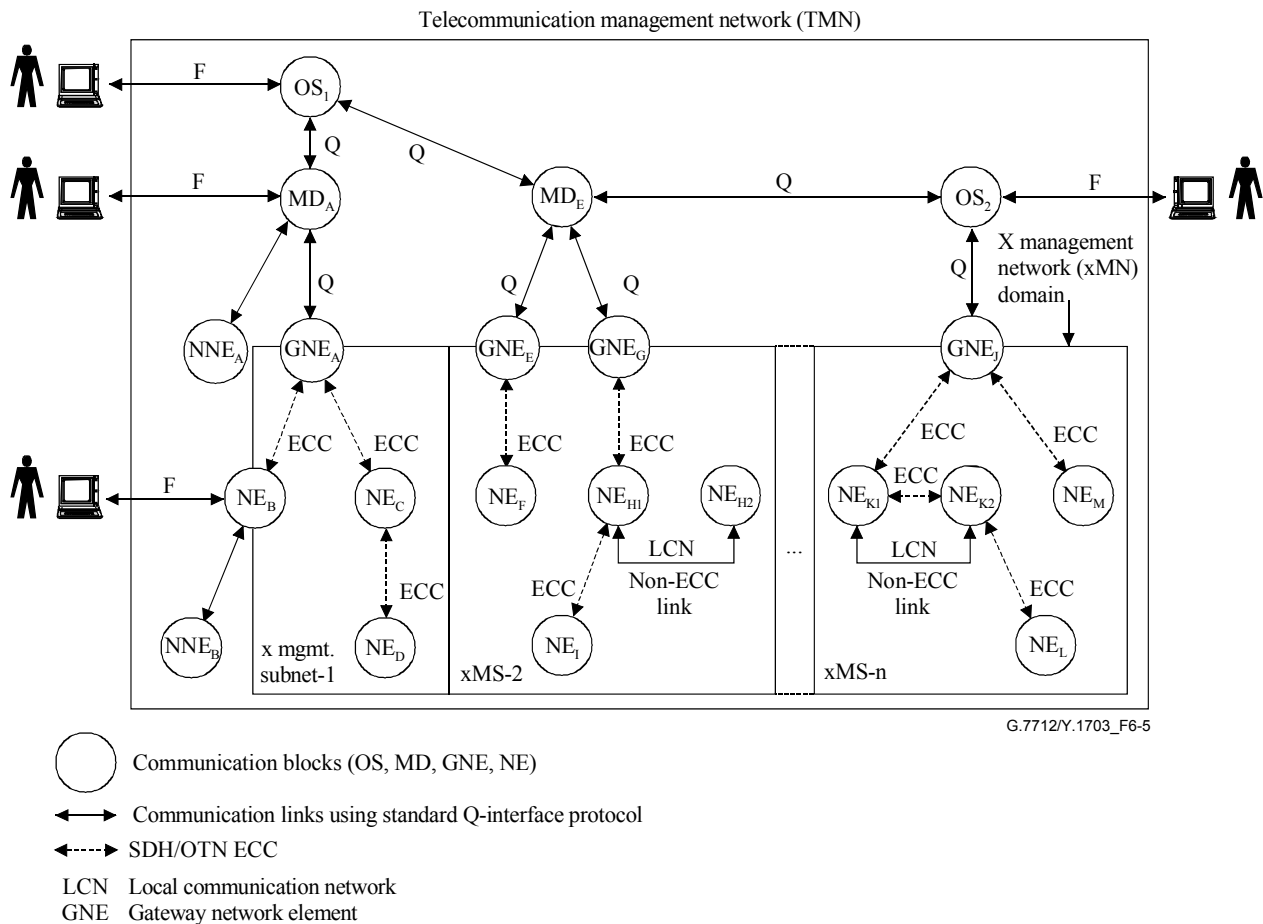 Telecommunication management network (TMN)
F
OS1
Q
Q
F
MDA
MDE
Q
OS2
F
X management
network (xMN)
domain
Q
Q
Q
Q
NNEA
GNEA
GNEE
GNEG
GNEJ
ECC
ECC
ECC
ECC
ECC
ECC
F
NEB
NEC
NEF
NEH1
NEH2
NEK1
ECC
NEK2
NEM
LCN
Non-ECC
link
...
LCN
Non-ECC
link
ECC
ECC
ECC
NNEB
x mgmt.
subnet-1
NED
xMS-2
NEI
xMS-n
NEL
G.7712/Y.1703_F6-5
Communication blocks (OS, MD, GNE, NE)
Communication links using standard Q-interface protocol
SDH/OTN ECC
LCN Local communication network
GNE Gateway network element